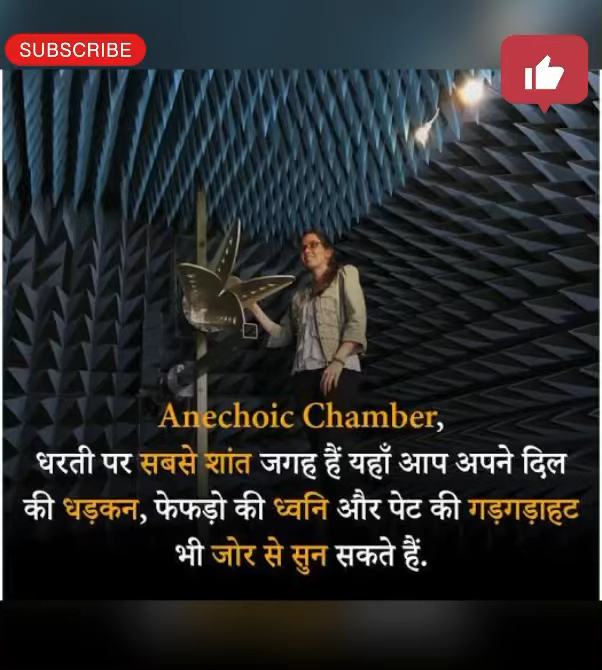 SUBSCRIBE
Anechoic Chamber,
धरती पर सबसे शांत जगह हैं यहाँ आप अपने दिल
की धड़कन, फेफड़ो की ध्वनि और पेट की गड़गड़ाहट
भी जोर से सुन सकते हैं.